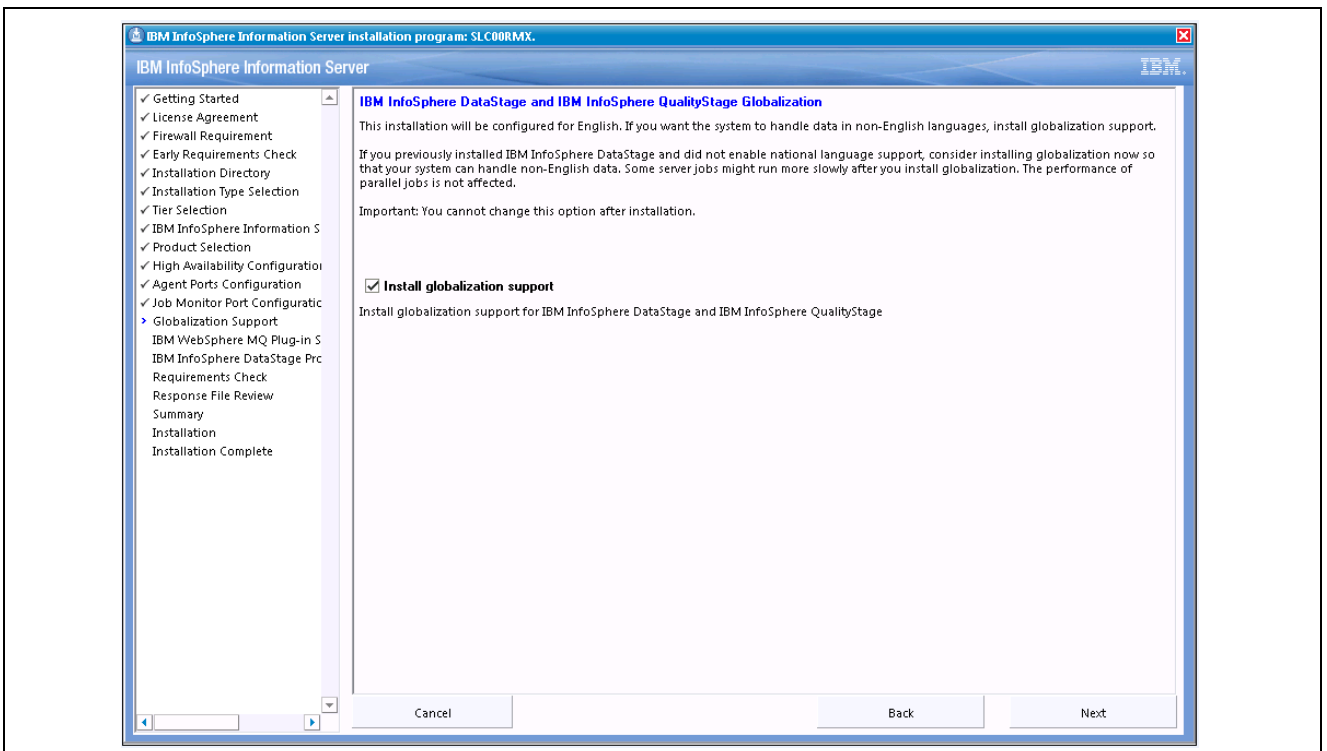 IBM InfoSphere Information Server installation program: SLC00RMX.
IBM InfoSphere Information Server
IBM.
✓ Getting Started
✓ License Agreement
✓ Firewall Requirement
✓ Early Requirements Check
✓ Installation Directory
✓ Installation Type Selection
✓ Tier Selection
✓ IBM InfoSphere Information S
✓ Product Selection
✓ High Availability Configuration
✓ Agent Ports Configuration
✓ Job Monitor Port Configuratic
> Globalization Support
IBM WebSphere MQ Plug-in S
IBM InfoSphere DataStage Prc
Requirements Check
Response File Review
Summary
Installation
Installation Complete
IBM InfoSphere DataStage and IBM InfoSphere QualityStage Globalization
This installation will be configured for English. If you want the system to handle data in non-English languages, install globalization support.
If you previously installed IBM InfoSphere DataStage and did not enable national language support, consider installing globalization now so
that your system can handle non-English data. Some server jobs might run more slowly after you install globalization. The performance of
parallel jobs is not affected.
Important: You cannot change this option after installation.
Install globalization support
Install globalization support for IBM InfoSphere DataStage and IBM InfoSphere QualityStage
Cancel
Back
Next